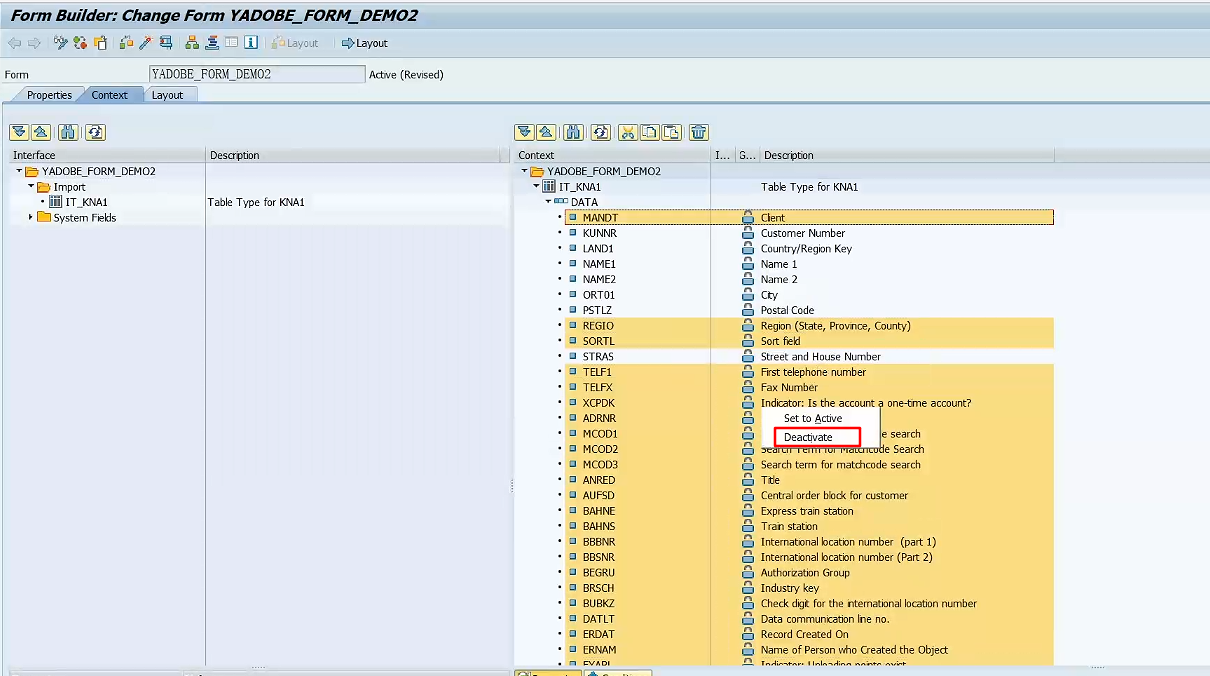 Form Builder: Change Form YADOBE_FORM_DEMO2
Layout Layout
Form YADOBE_FORM_DEMO2 Active (Revised)
Properties Context Layout
Interface Description
YADOBE_FORM_DEMO2
Import
IT_KNA1 Table Type for KNA1
System Fields
Context I... G... Description
YADOBE_FORM_DEMO2
IT_KNA1 Table Type for KNA1
DATA
MANDT Client
KUNNR Customer Number
LAND1 Country/Region Key
NAME1 Name 1
NAME2 Name 2
ORT01 City
PSTLZ Postal Code
REGIO Region (State, Province, County)
SORTL Sort field
STRAS Street and House Number
TELF1 First telephone number
TELFX Fax Number
XCPDK Indicator: Is the account a one-time account?
ADRNR Set to Active
MCOD1 search
Deactivate
MCOD2 Search Term for Matchcode Search
MCOD3 Search term for matchcode search
ANRED Title
AUFSD Central order block for customer
BAHNE Express train station
BAHNS Train station
BBBNR International location number (part 1)
BBSNR International location number (Part 2)
BEGRU Authorization Group
BRSCH Industry key
BUBKZ Check digit for the international location number
DATLT Data communication line no.
ERDAT Record Created On
ERNAM Name of Person who Created the Object